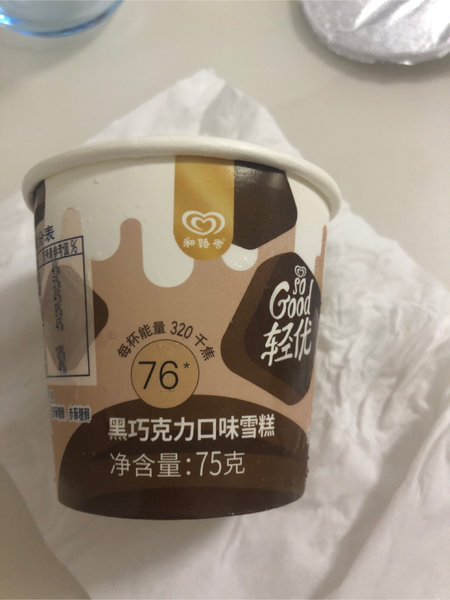 和路雪
So
Good
轻优
每杯能量 320 千焦
76*
黑巧克力口味雪糕
净含量:75克